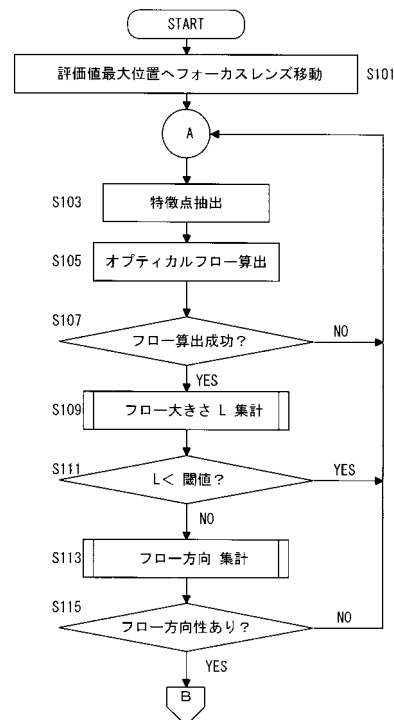 START
評価値最大位置へフォーカスレンズ移動 S101
A
S103 特徴点抽出
S105 オプティカルフロー算出
S107 フロー算出成功？ NO
YES
S109 フロー大きさ L 集計
S111 L< 閾値？ YES
NO
S113 フロー方向 集計
S115 フロー方向性あり？ NO
YES
B